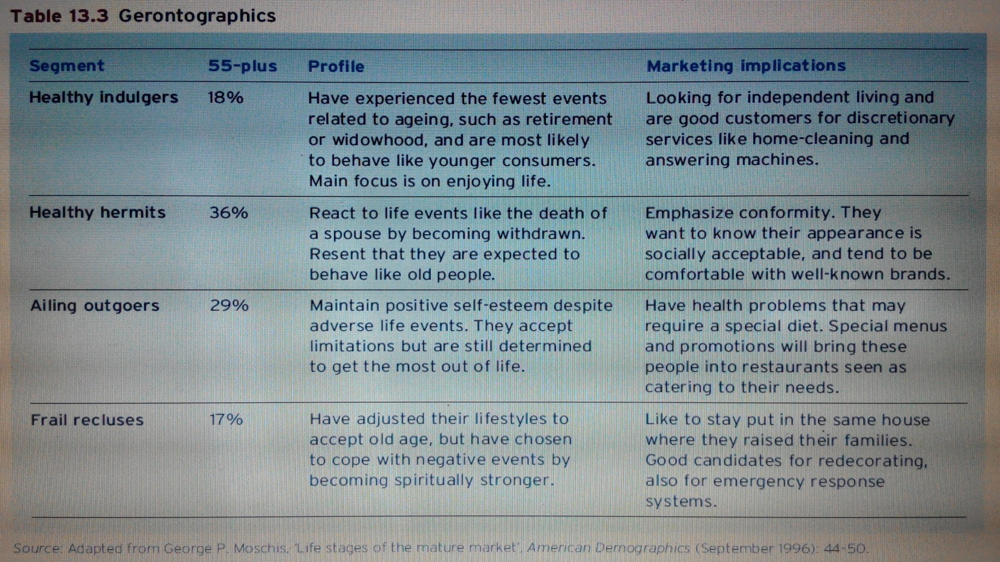 Table 13.3 Gerontographics
Segment 55-plus Profile Marketing implications
Healthy indulgers 18% Have experienced the fewest events Looking for independent living and
related to ageing, such as retirement are good customers for discretionary
or widowhood, and are most likely services like home-cleaning and
to behave like younger consumers. answering machines.
Main focus is on enjoying life.
Healthy hermits 36% React to life events like the death of Emphasize conformity. They
a spouse by becoming withdrawn. want to know their appearance is
Resent that they are expected to socially acceptable, and tend to be
behave like old people. comfortable with well-known brands.
Ailing outgoers 29% Maintain positive self-esteem despite Have health problems that may
adverse life events. They accept require a special diet. Special menus
limitations but are still determined and promotions will bring these
to get the most out of life. people into restaurants seen as
catering to their needs.
Frail recluses 17% Have adjusted their lifestyles to Like to stay put in the same house
accept old age, but have chosen where they raised their families.
to cope with negative events by Good candidates for redecorating,
becoming spiritually stronger. also for emergency response
systems.
Source: Adapted from George P. Moschis, 'Life stages of the mature market', American Demographics (September 1996): 44-50.